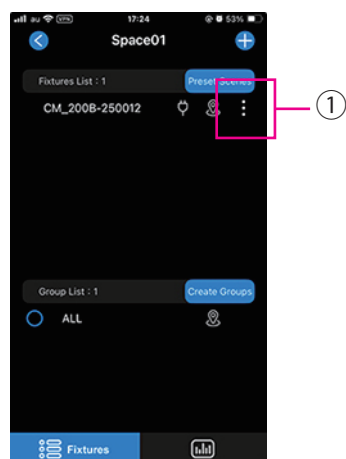 au VPN 17:24 53%
Space01
Fixtures List : 1 Preset Scenes
CM_200B-250012
①
Group List : 1 Create Groups
ALL
Fixtures